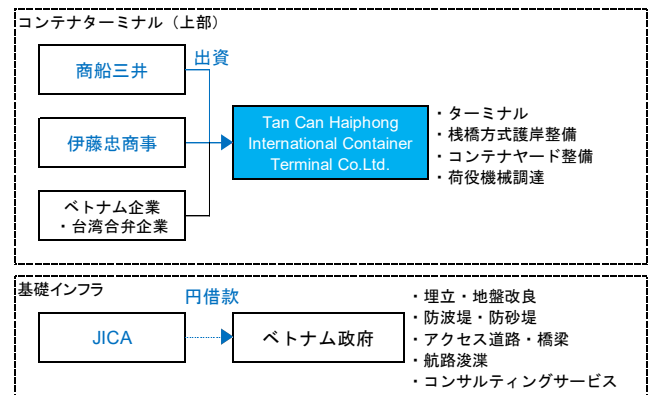 コンテナターミナル（上部）
商船三井
出資
伊藤忠商事
ベトナム企業
・台湾合弁企業
Tan Can Haiphong
International Container
Terminal Co.Ltd.
・ターミナル
・桟橋方式護岸整備
・コンテナヤード整備
・荷役機械調達
基礎インフラ
円借款
JICA
ベトナム政府
・埋立・地盤改良
・防波堤・防砂堤
・アクセス道路・橋梁
・航路浚渫
・コンサルティングサービス